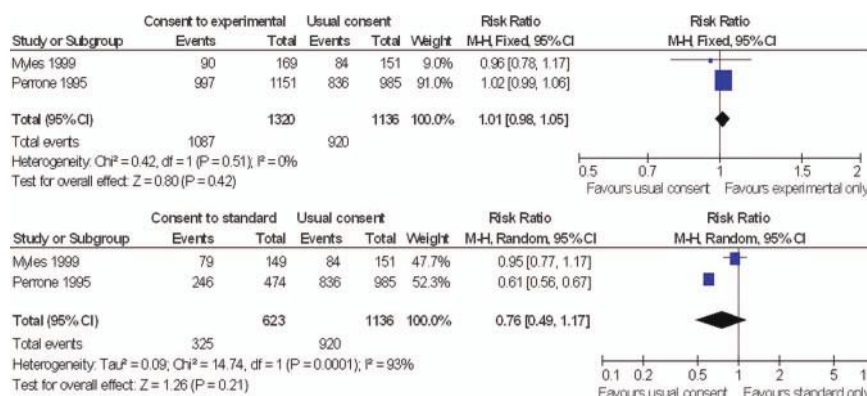 Consent to experimental Usual consent Risk Ratio Risk Ratio
Study or Subgroup Events Total Events Total Weight M-H, Fixed, 95% CI M-H, Fixed, 95% CI
Myles 1999 90 169 84 151 9.0% 0.96 [0.78, 1.17]
Perrone 1995 997 1151 836 985 91.0% 1.02 [0.99, 1.06]
Total (95% CI) 1320 1136 100.0% 1.01 [0.98, 1.05]
Total events 1087 920
Heterogeneity: Chi² = 0.42, df = 1 (P = 0.51); I² = 0%
Test for overall effect: Z = 0.80 (P = 0.42)
0.5 0.7 1 1.5 2
Favours usual consent Favours experimental only
Consent to standard Usual consent Risk Ratio Risk Ratio
Study or Subgroup Events Total Events Total Weight M-H, Random, 95% CI M-H, Random, 95% CI
Myles 1999 79 149 84 151 47.7% 0.95 [0.77, 1.17]
Perrone 1995 246 474 836 985 52.3% 0.61 [0.56, 0.67]
Total (95% CI) 623 1136 100.0% 0.76 [0.49, 1.17]
Total events 325 920
Heterogeneity: Tau² = 0.09; Chi² = 14.74, df = 1 (P = 0.0001); I² = 93%
Test for overall effect: Z = 1.26 (P = 0.21)
0.1 0.2 0.5 1 2 5
Favours usual consent Favours standard only